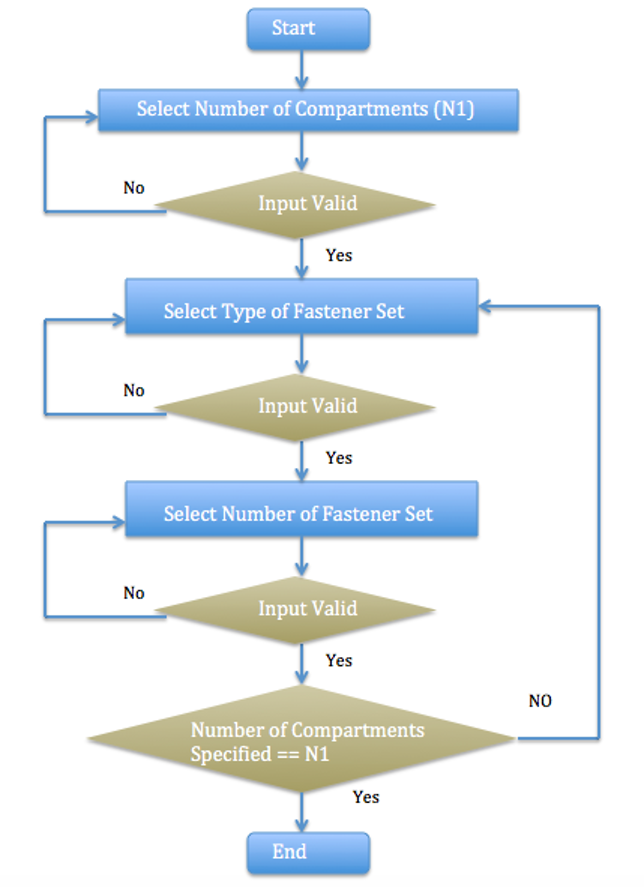 Start
Select Number of Compartments (N1)
No
Input Valid
Yes
Select Type of Fastener Set
No
Input Valid
Yes
Select Number of Fastener Set
No
Input Valid
Yes
Number of Compartments
Specified == N1
NO
Yes
End